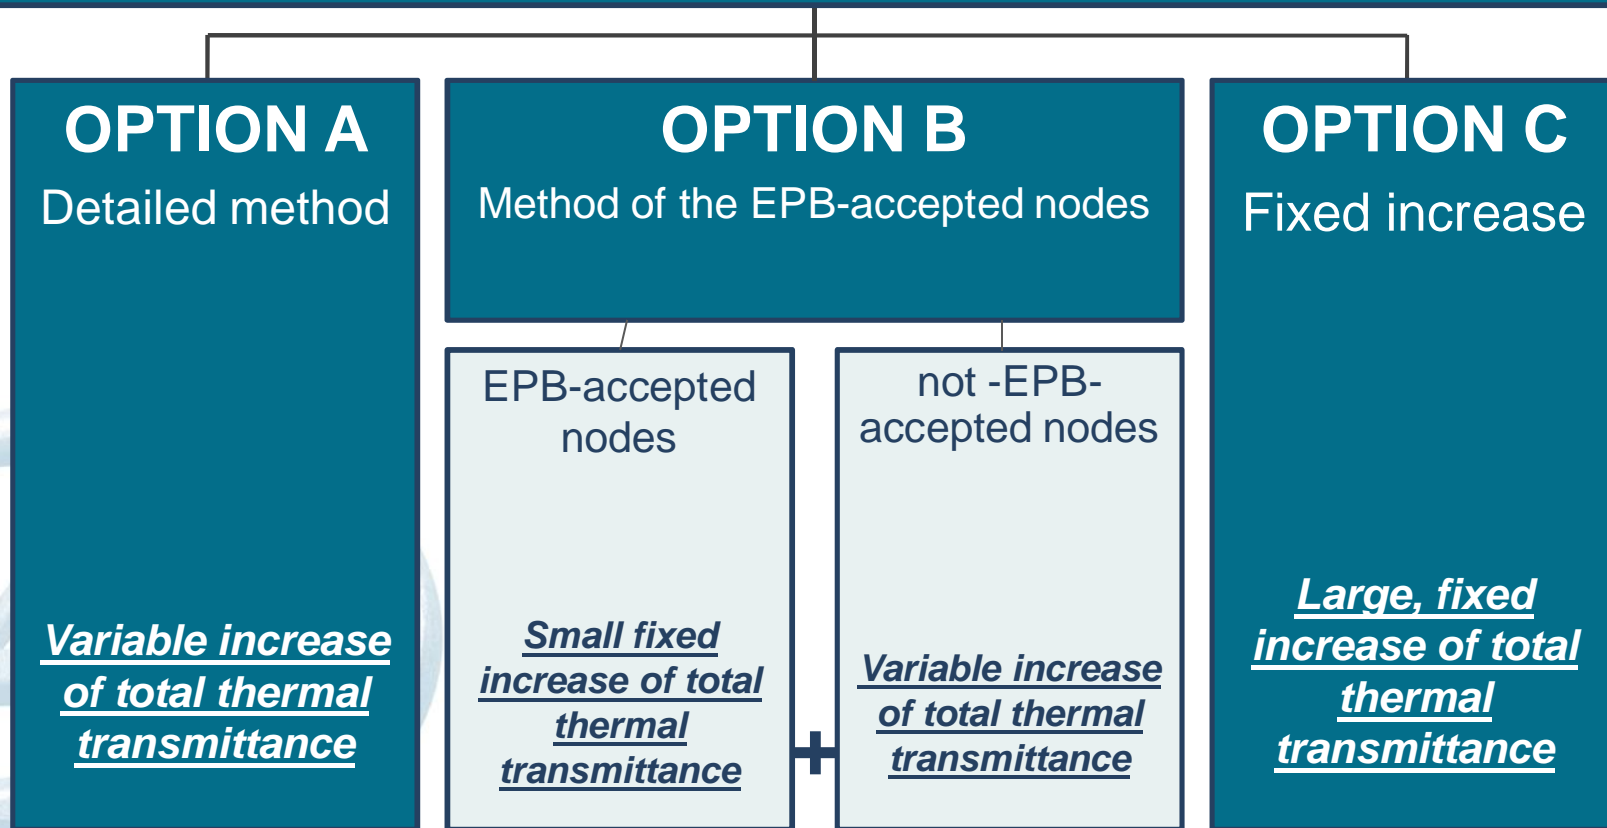 OPTION A
Detailed method
Variable increase
of total thermal
transmittance
OPTION B
Method of the EPB-accepted nodes
EPB-accepted
nodes
Small fixed
increase of total
thermal
transmittance
+
not -EPB-
accepted nodes
Variable increase
of total thermal
transmittance
OPTION C
Fixed increase
Large, fixed
increase of total
thermal
transmittance